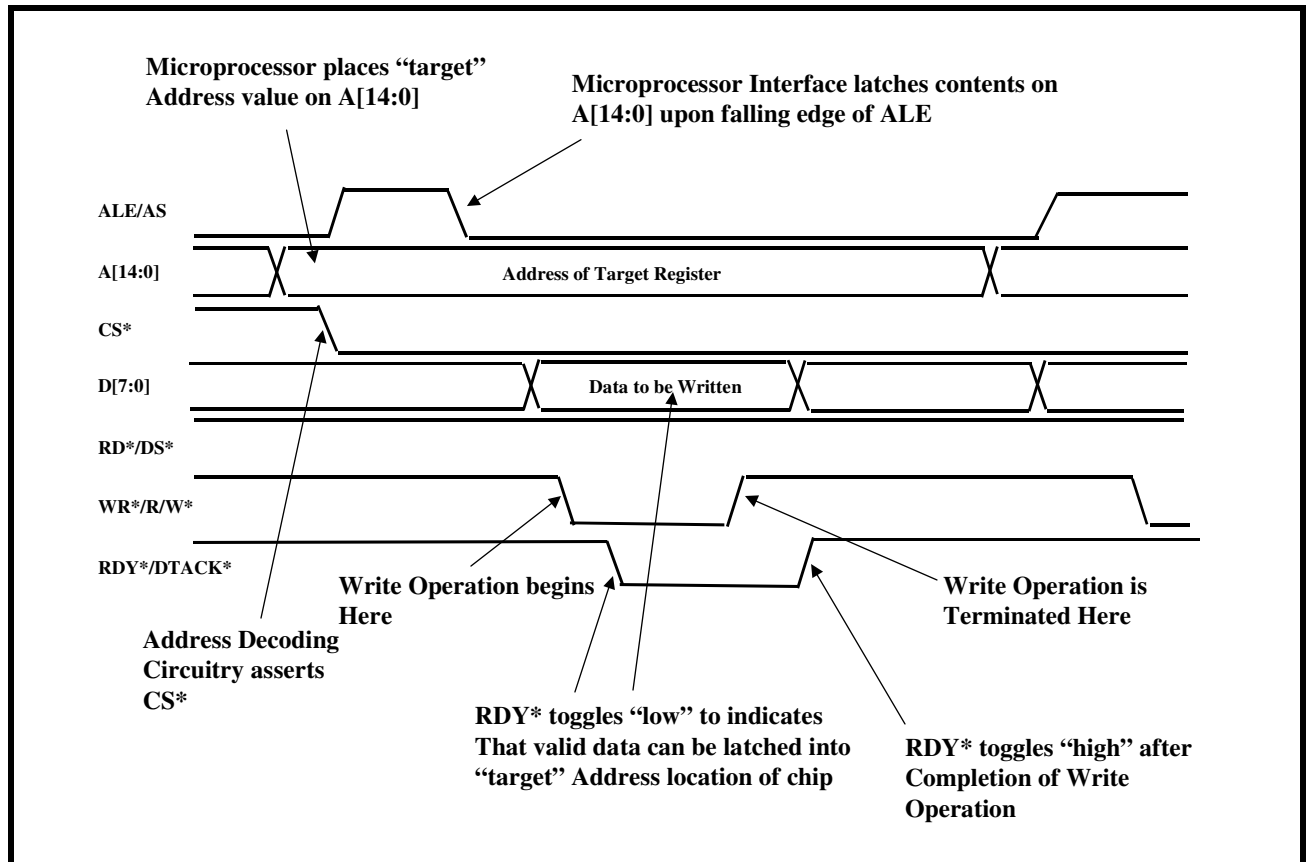 Microprocessor places “target”
Address value on A[14:0]
Microprocessor Interface latches contents on
A[14:0] upon falling edge of ALE
ALE/AS
A[14:0]
Address of Target Register
CS*
D[7:0]
Data to be Written
RD*/DS*
WR*/R/W*
RDY*/DTACK*
Write Operation begins
Here
Write Operation is
Terminated Here
Address Decoding
Circuitry asserts
CS*
RDY* toggles “low” to indicates
That valid data can be latched into
“target” Address location of chip
RDY* toggles “high” after
Completion of Write
Operation